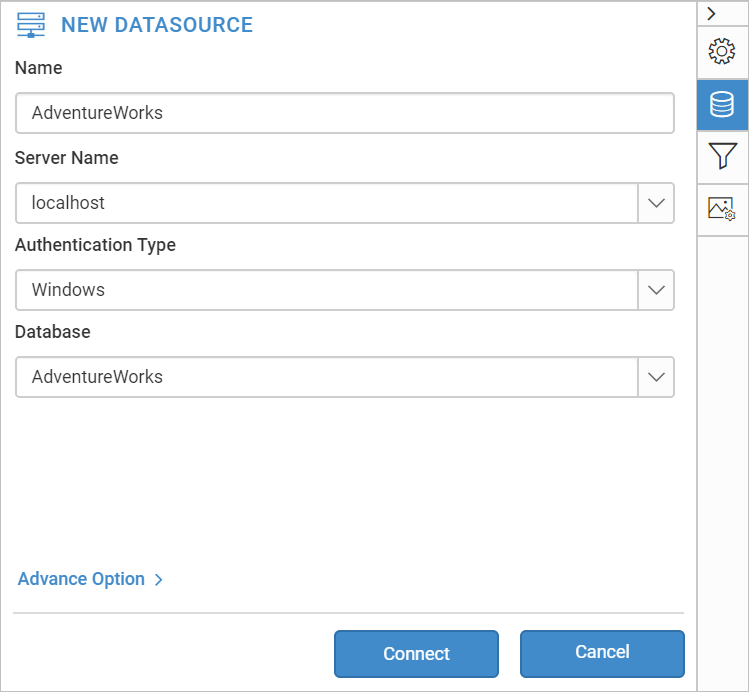 NEW DATASOURCE
Name
AdventureWorks
Server Name
localhost
Authentication Type
Windows
Database
AdventureWorks
Advance Option
Connect
Cancel